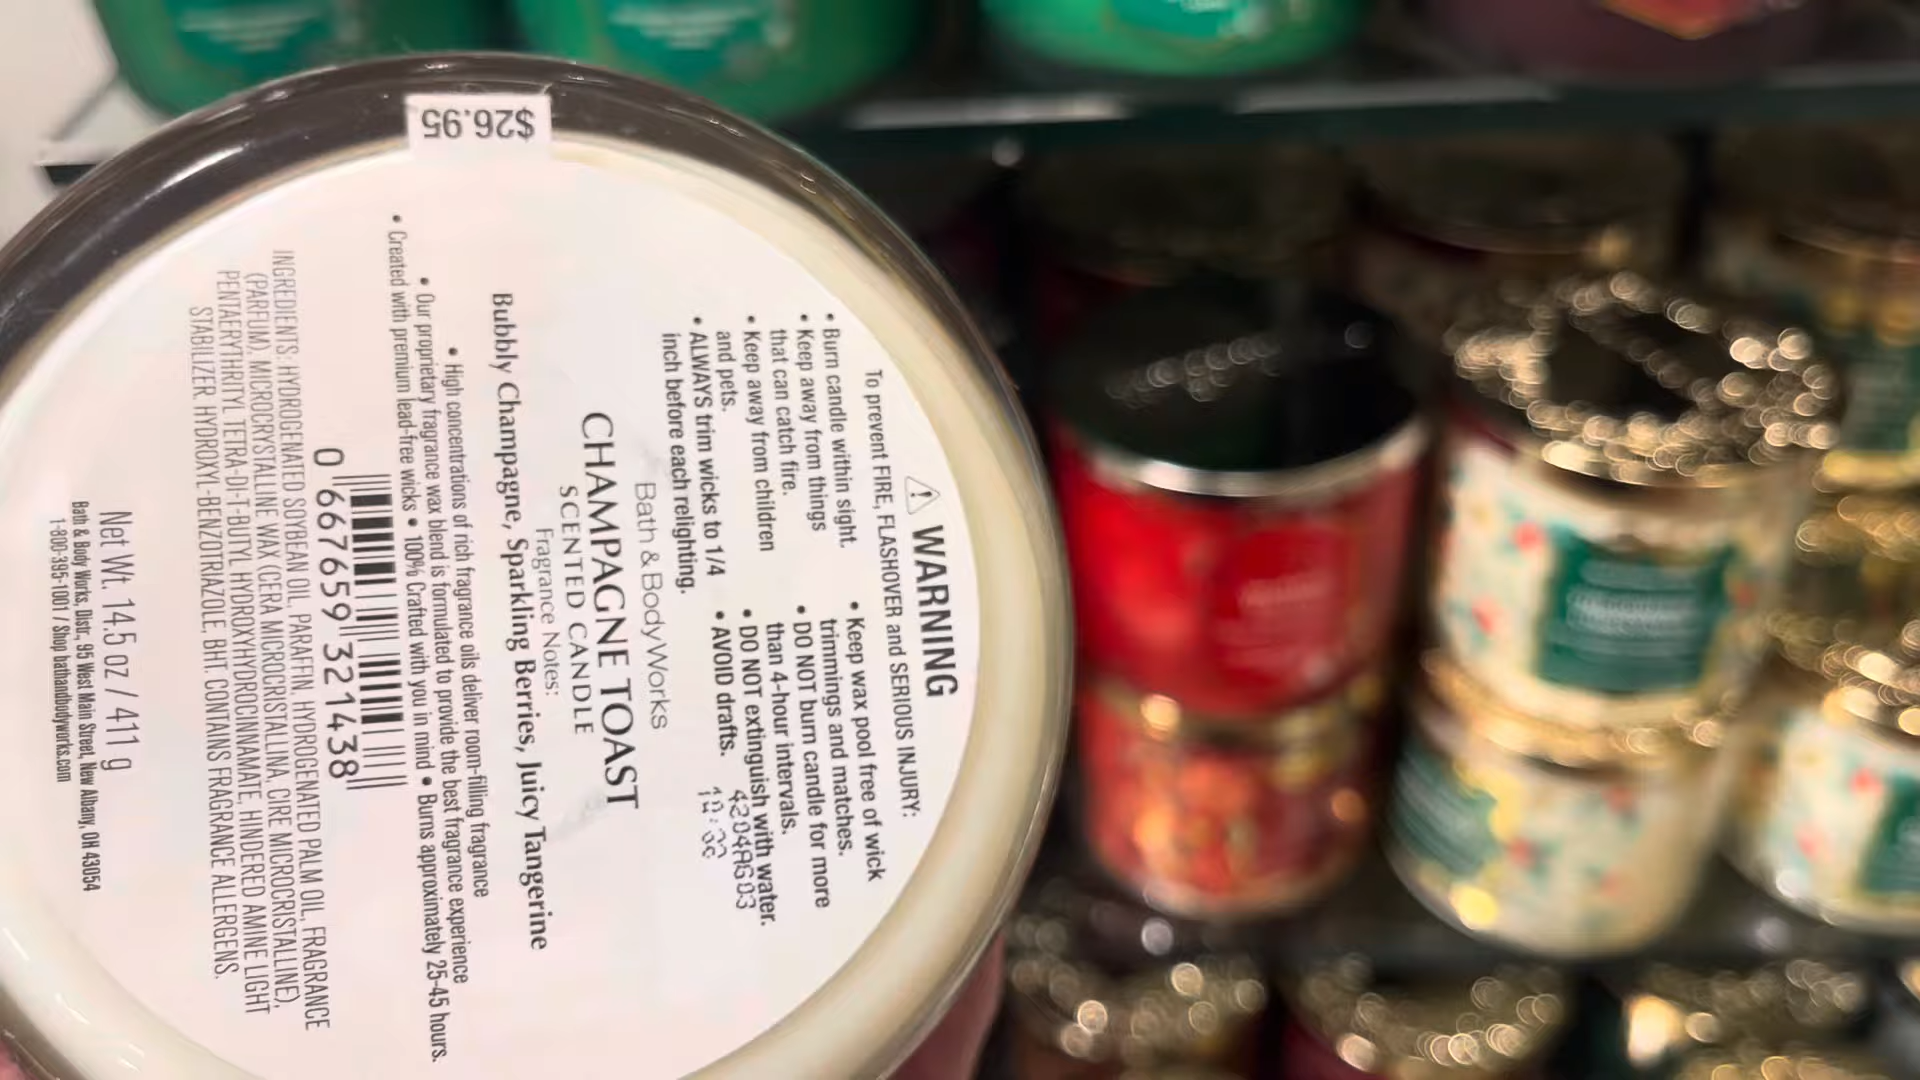 $26.95
⚠ WARNING
To prevent FIRE, FLASHOVER and SERIOUS INJURY:
• Burn candle within sight.
• Keep away from things
that can catch fire.
• Keep away from children
and pets.
• ALWAYS trim wicks to 1/4
inch before each relighting.
• Keep wax pool free of wick
trimmings and matches.
• DO NOT burn candle for more
than 4-hour intervals.
• DO NOT extinguish with water.
• AVOID drafts.
Bath & Body Works
CHAMPAGNE TOAST
SCENTED CANDLE
Fragrance Notes:
Bubbly Champagne, Sparkling Berries, Juicy Tangerine
• High concentrations of rich fragrance oils deliver room-filling fragrance
• Our proprietary fragrance wax blend is formulated to provide the best fragrance experience
• Created with premium lead-free wicks • 100% Crafted with you in mind • Burns approximately 25-45 hours.
0 667659 321438
INGREDIENTS: HYDROGENATED SOYBEAN OIL, PARAFFIN, HYDROGENATED PALM OIL, FRAGRANCE
(PARFUM), MICROCRYSTALLINE WAX (CERA MICROCRISTALLINA, CIRE MICROCRISTALLINE),
PENTAERYTHRITYL TETRA-DI-T-BUTYL HYDROXYHYDROCINNAMATE, HINDERED AMINE LIGHT
STABILIZER, HYDROXYL-BENZOTRIAZOLE, BHT. CONTAINS FRAGRANCE ALLERGENS.
Net Wt. 14.5 oz / 411 g
Bath & Body Works, Distr., 95 West Main Street, New Albany, OH 43054
1-800-395-1001 / Shop bathandbodyworks.com